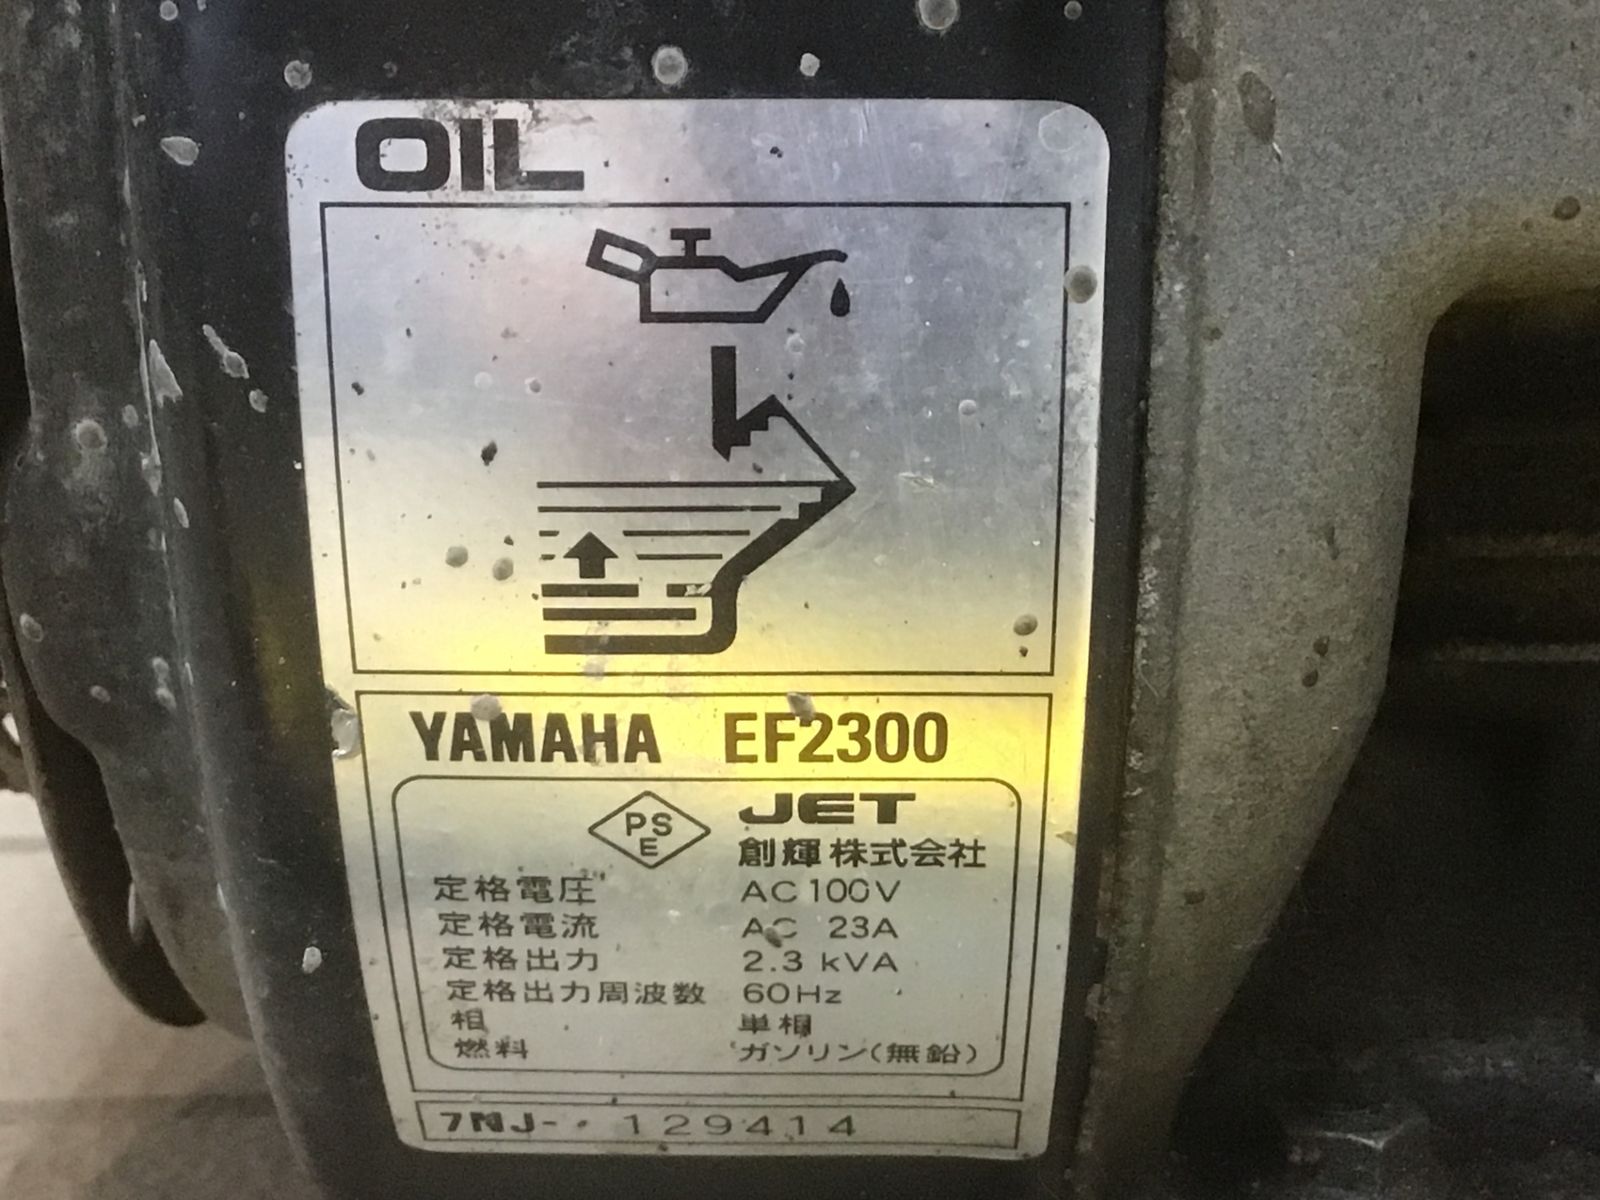 OIL
YAMAHA EF2300
PS
E
JET
創輝株式会社
定格電圧 AC100V
定格電流 AC 23A
定格出力 2.3 kVA
定格出力周波数 60Hz
相 単相
燃料 ガソリン(無鉛)
7NJ- 129414